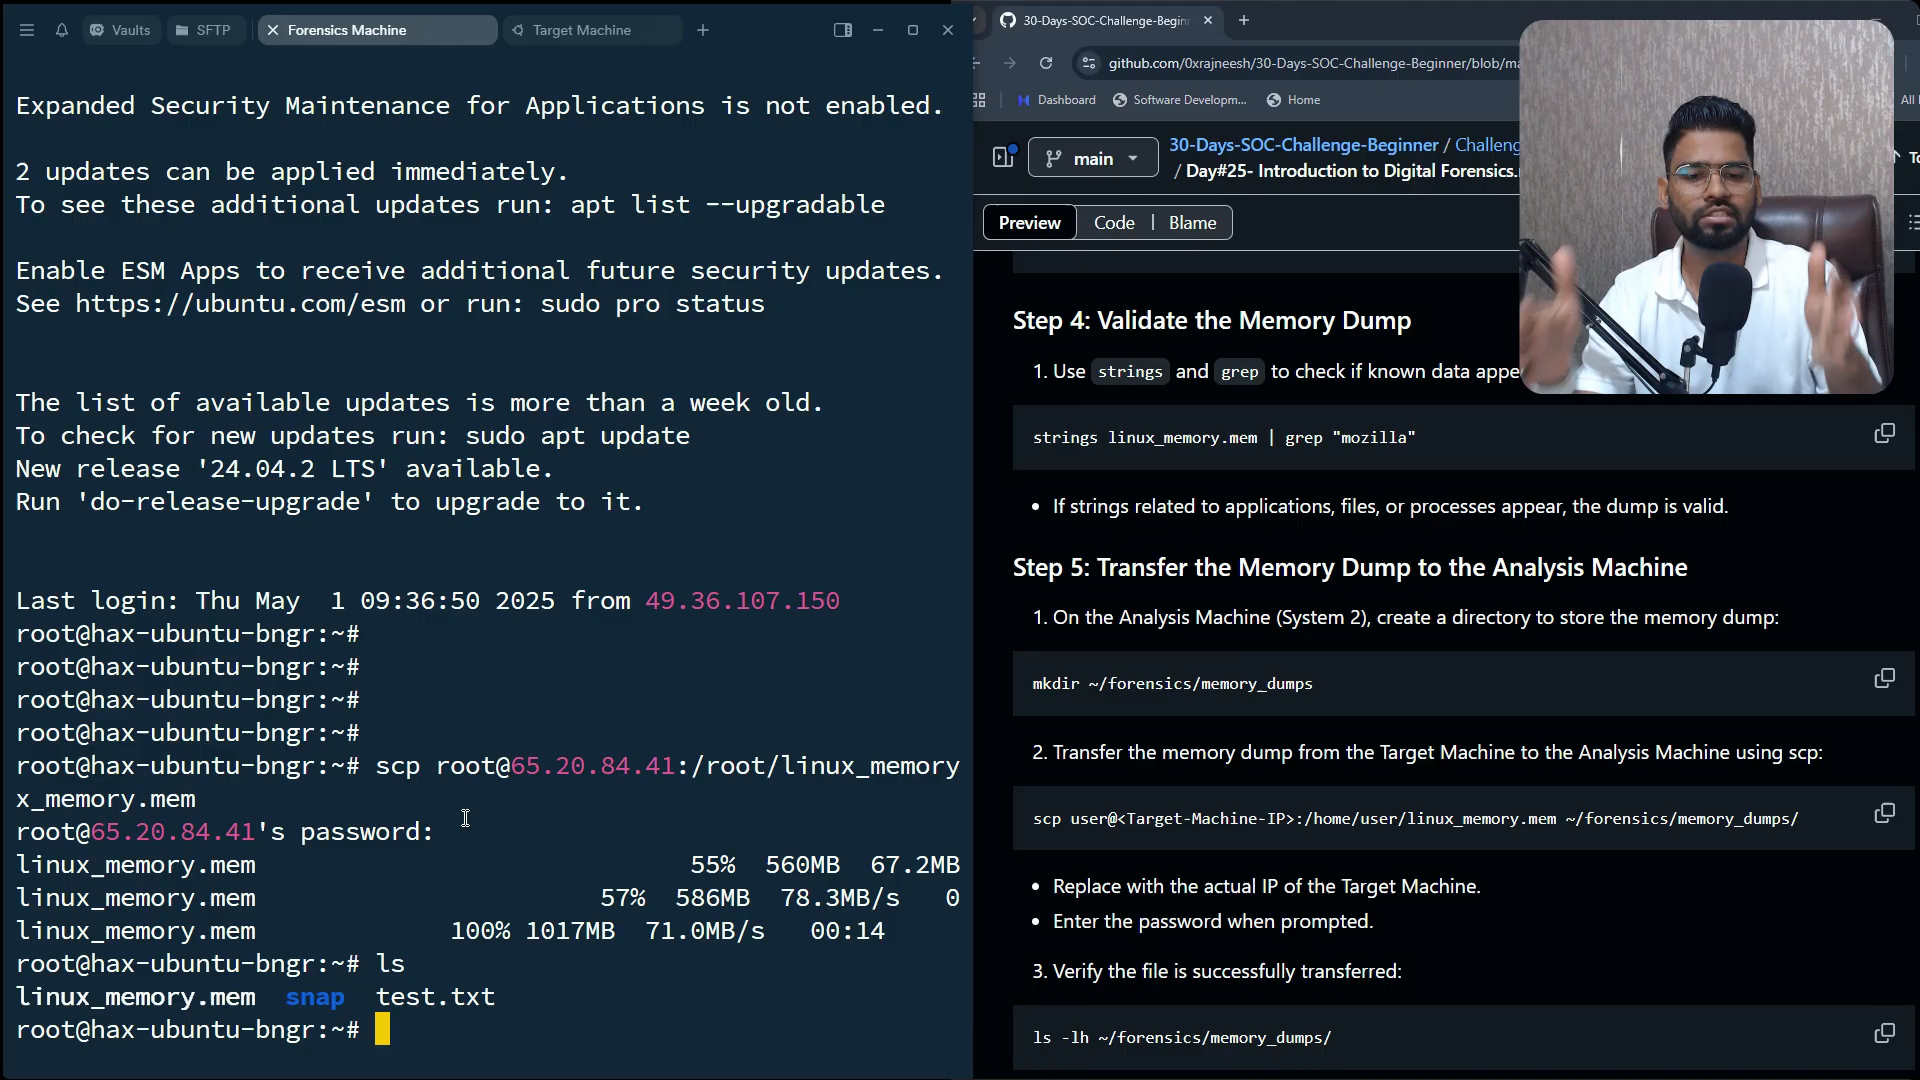 Vaults
SFTP
Forensics Machine
Target Machine
Expanded Security Maintenance for Applications is not enabled.
2 updates can be applied immediately.
To see these additional updates run: apt list --upgradable
Enable ESM Apps to receive additional future security updates.
See https://ubuntu.com/esm or run: sudo pro status
The list of available updates is more than a week old.
To check for new updates run: sudo apt update
New release '24.04.2 LTS' available.
Run 'do-release-upgrade' to upgrade to it.
Last login: Thu May  1 09:36:50 2025 from 49.36.107.150
root@hax-ubuntu-bngr:~#
root@hax-ubuntu-bngr:~#
root@hax-ubuntu-bngr:~#
root@hax-ubuntu-bngr:~#
root@hax-ubuntu-bngr:~# scp root@65.20.84.41:/root/linux_memory
x_memory.mem
root@65.20.84.41's password:
linux_memory.mem 55% 560MB 67.2MB
linux_memory.mem 57% 586MB 78.3MB/s 0
linux_memory.mem 100% 1017MB 71.0MB/s 00:14
root@hax-ubuntu-bngr:~# ls
linux_memory.mem snap test.txt
root@hax-ubuntu-bngr:~#
30-Days-SOC-Challenge-Beginn
github.com/0xrajneesh/30-Days-SOC-Challenge-Beginner/blob/ma
Dashboard
Software Developm...
Home
All
main
30-Days-SOC-Challenge-Beginner / Challeng
/ Day#25- Introduction to Digital Forensics.
To
Preview
Code
Blame
Step 4: Validate the Memory Dump
1. Use strings and grep to check if known data appe
strings linux_memory.mem | grep "mozilla"
• If strings related to applications, files, or processes appear, the dump is valid.
Step 5: Transfer the Memory Dump to the Analysis Machine
1. On the Analysis Machine (System 2), create a directory to store the memory dump:
mkdir ~/forensics/memory_dumps
2. Transfer the memory dump from the Target Machine to the Analysis Machine using scp:
scp user@<Target-Machine-IP>:/home/user/linux_memory.mem ~/forensics/memory_dumps/
• Replace with the actual IP of the Target Machine.
• Enter the password when prompted.
3. Verify the file is successfully transferred:
ls -lh ~/forensics/memory_dumps/